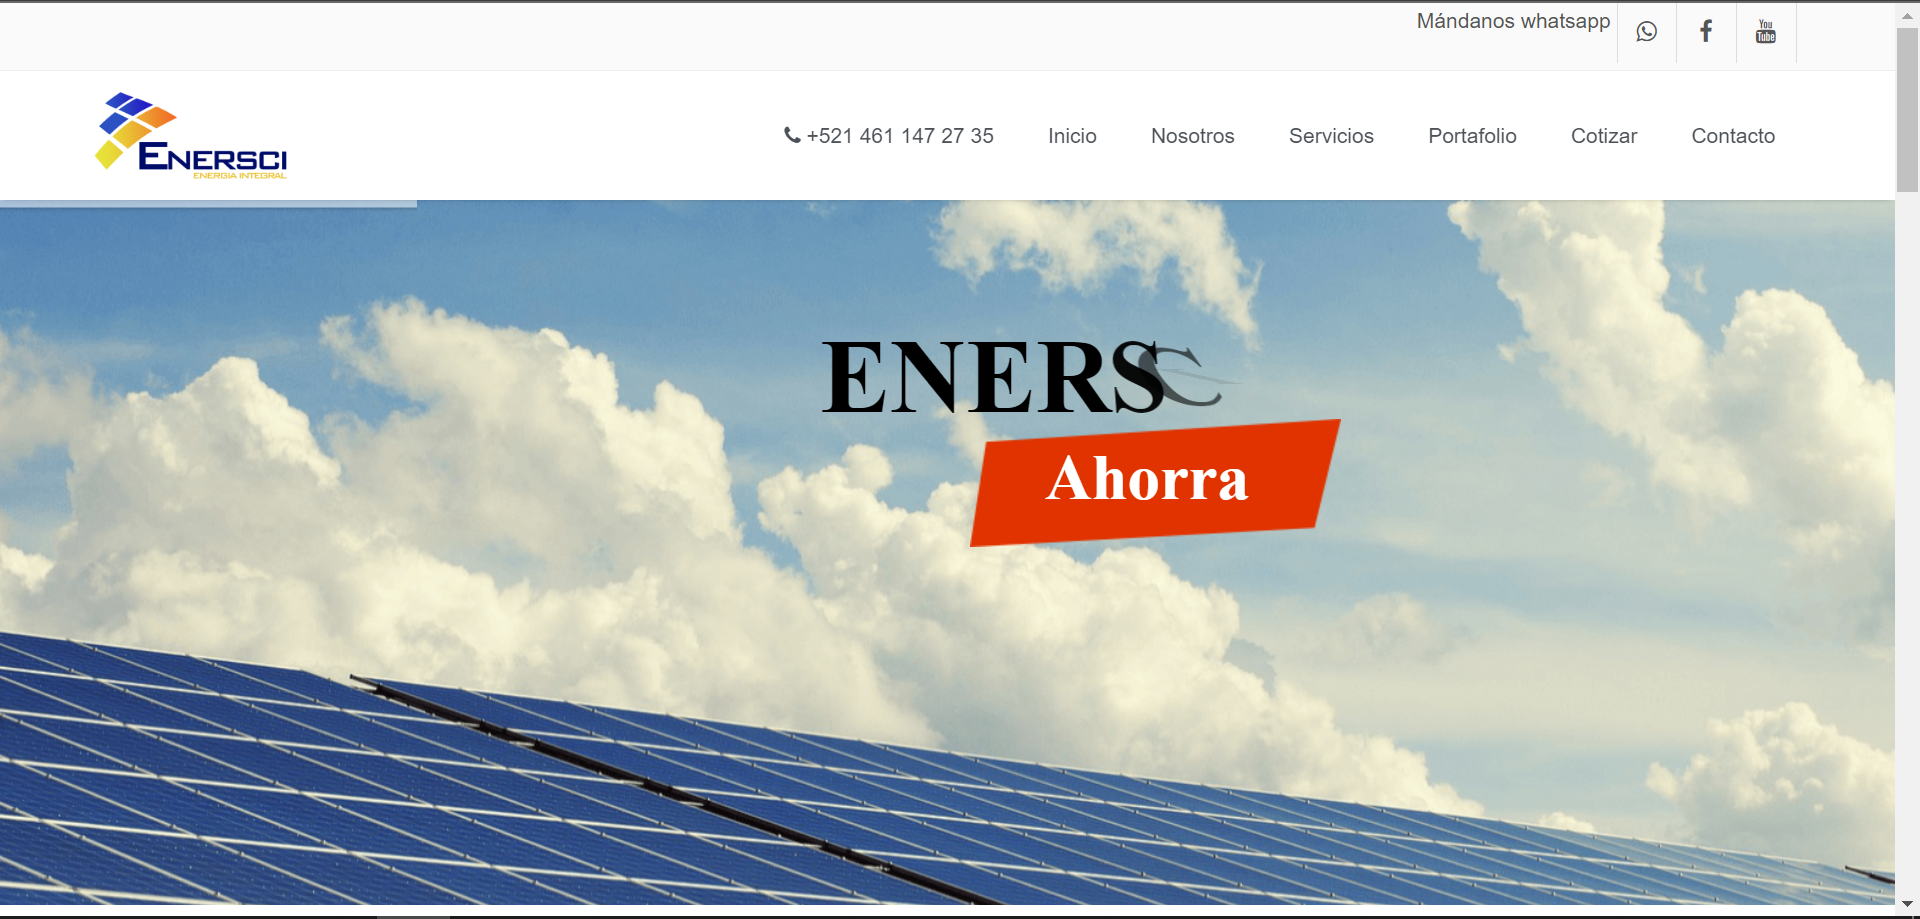 Mándanos whatsapp
You
Tube
ENERSCI
ENERGIA INTEGRAL
+521 461 147 27 35
Inicio
Nosotros
Servicios
Portafolio
Cotizar
Contacto
ENERSC
Ahorra